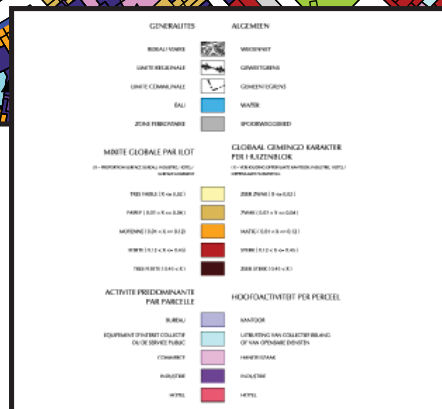 GENERALITES ALGEMEEN
RESEAU VIAIRE WEGENNET
LIMITE REGIONALE GEWESTGRENS
LIMITE COMMUNALE GEMEENTEGRENS
EAU WATER
ZONE FERROVIAIRE SPOORWEGGEBIED
MIXITE GLOBALE PAR ILOT GLOBAAL GEMENGD KARAKTER
PER HUIZENBLOK
TRES FAIBLE ZEER ZWAK
FAIBLE ZWAK
MOYENNE MATIG
FORTE STERK
TRES FORTE ZEER STERK
ACTIVITE PREDOMINANTE
PAR PARCELLE HOOFDACTIVITEIT PER PERCEEL
BUREAU KANTOOR
EQUIPEMENT D'INTERET COLLECTIF UITRUSTING VAN COLLECTIEF BELANG
OU DE SERVICE PUBLIC OF VAN OPENBARE DIENSTEN
COMMERCE HANDELSZAAK
INDUSTRIE INDUSTRIE
HOTEL HOTEL